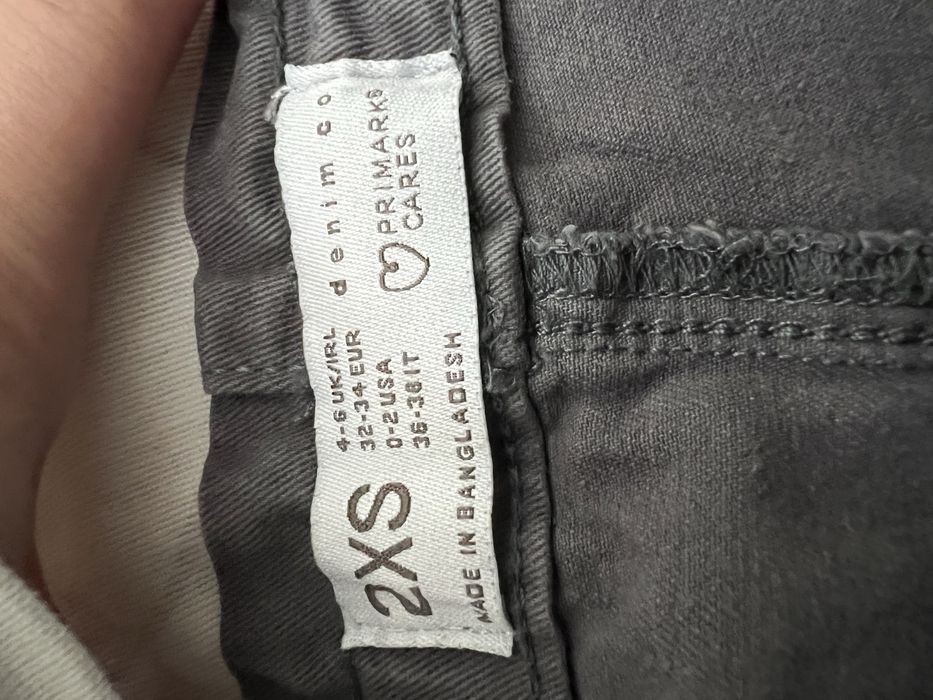 denim co
♡ PRIMARK®
CARES
2XS
4-6 UK/IRL
32-34 EUR
0-2 USA
36-38 IT
MADE IN BANGLADESH